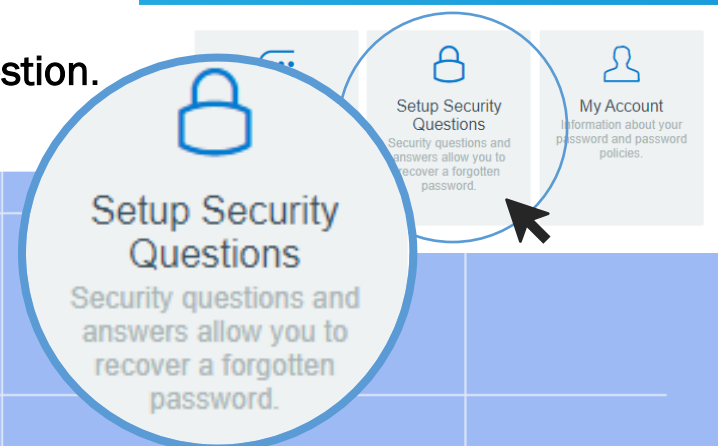 stion.
Setup Security
Questions
Security questions and
answers allow you to
recover a forgotten
password.
My Account
Information about your
password and password
policies.
Setup Security
Questions
Security questions and
answers allow you to
recover a forgotten
password.